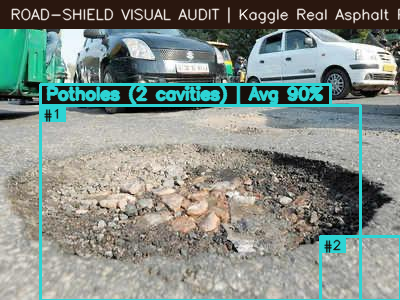 ROAD-SHIELD VISUAL AUDIT | Kaggle Real Asphalt
Potholes (2 cavities) | Avg 90%
#1
#2